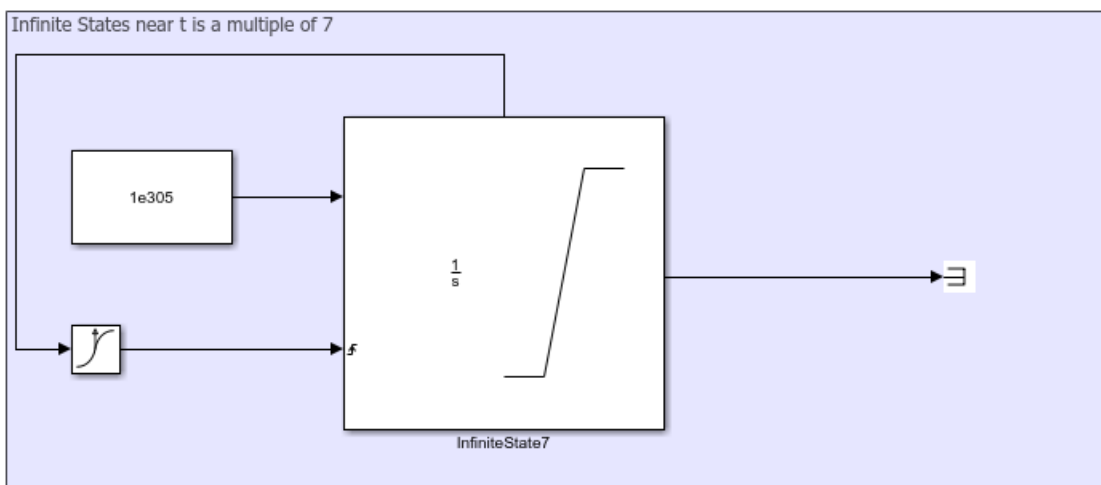 Infinite States near t is a multiple of 7
1e305
1
s
InfiniteState7